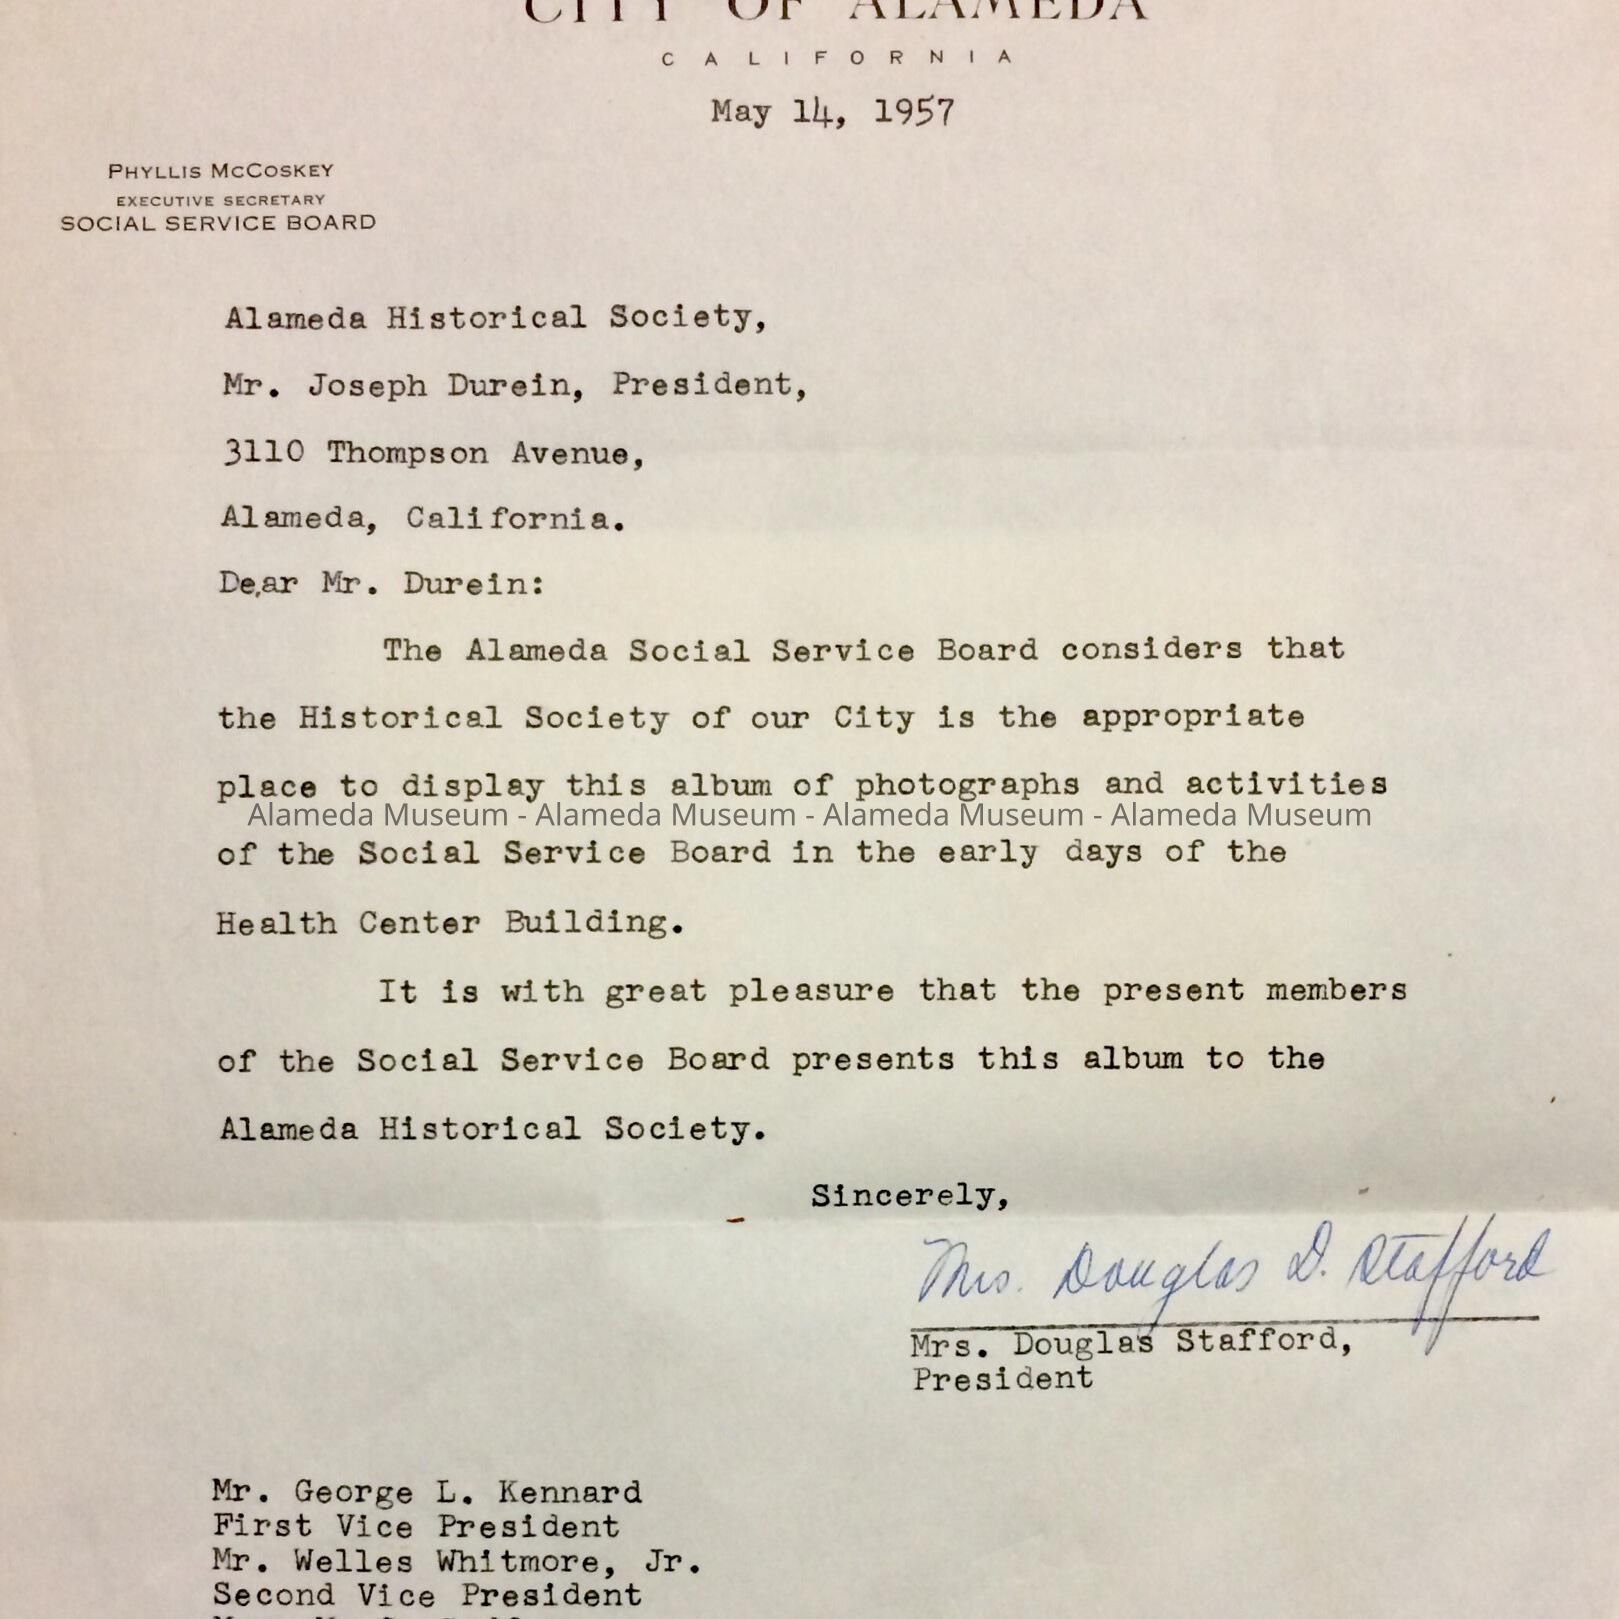 CITY OF ALAMEDA
CALIFORNIA
May 14, 1957
PHYLLIS MCCOSKEY
EXECUTIVE SECRETARY
SOCIAL SERVICE BOARD
Alameda Historical Society,
Mr. Joseph Durein, President,
3110 Thompson Avenue,
Alameda, California.
Dear Mr. Durein:
The Alameda Social Service Board considers that
the Historical Society of our City is the appropriate
place to display this album of photographs and activities
Alameda Museum - Alameda Museum - Alameda Museum - Alameda Museum
of the Social Service Board in the early days of the
Health Center Building.
It is with great pleasure that the present members
of the Social Service Board presents this album to the
Alameda Historical Society.
Sincerely,
Mrs. Douglas D. Stafford
Mrs. Douglas Stafford,
President
Mr. George L. Kennard
First Vice President
Mr. Welles Whitmore, Jr.
Second Vice President